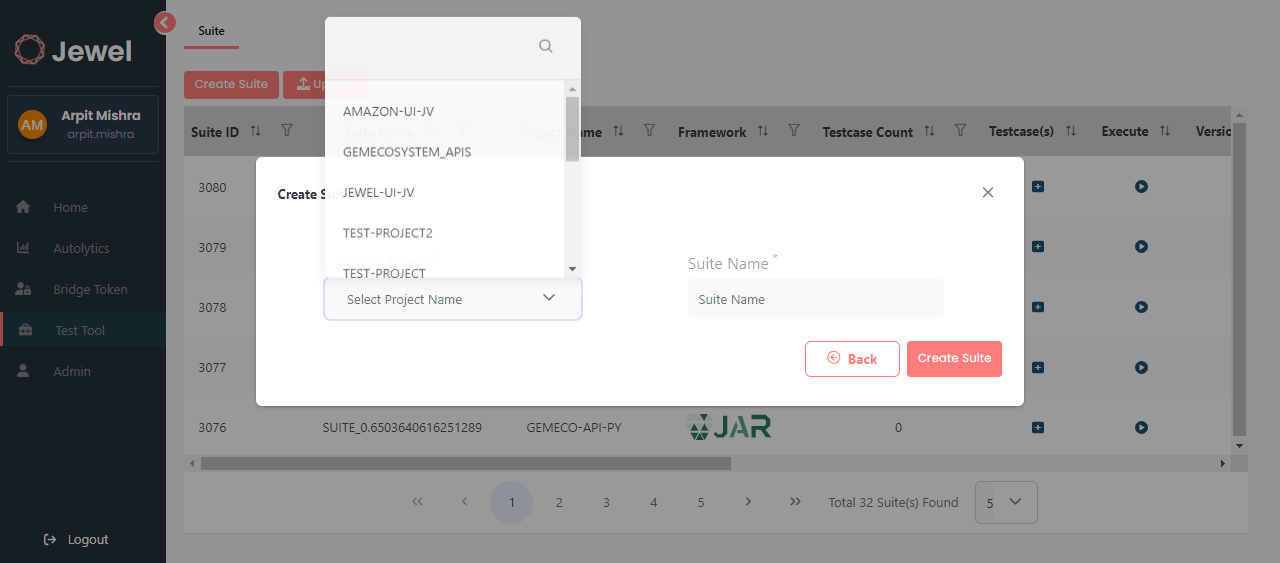 Jewel
AM
Arpit Mishra
arpit.mishra
Home
Autolytics
Bridge Token
Test Tool
Admin
Logout
Suite
Create Suite
Suite ID
Suite Name
Project Name
Framework
Testcase Count
Testcase(s)
Execute
Versio
3080
3079
3078
3077
3076
SUITE_0.6503640616251289
GEMECO-API-PY
JAR
0
AMAZON-UI-JV
GEMECOSYSTEM_APIS
JEWEL-UI-JV
TEST-PROJECT2
TEST-PROJECT
Create Suite
Select Project Name
Suite Name *
Suite Name
Back
Create Suite
1
2
3
4
5
Total 32 Suite(s) Found
5